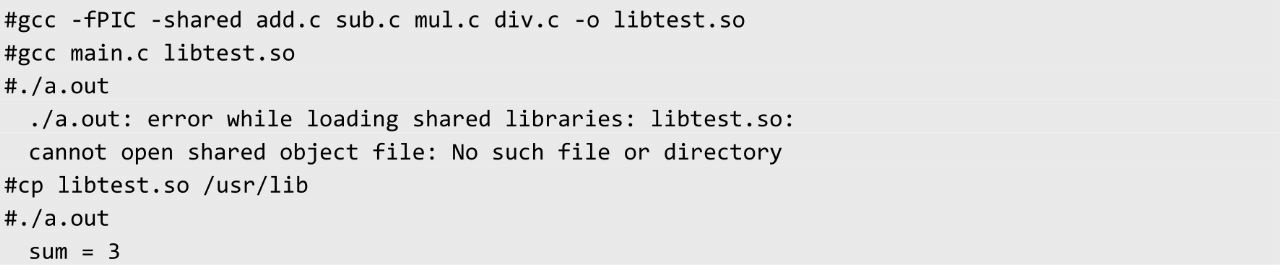 #gcc -fPIC -shared add.c sub.c mul.c div.c -o libtest.so
#gcc main.c libtest.so
#./a.out
./a.out: error while loading shared libraries: libtest.so:
cannot open shared object file: No such file or directory
#cp libtest.so /usr/lib
#./a.out
sum = 3